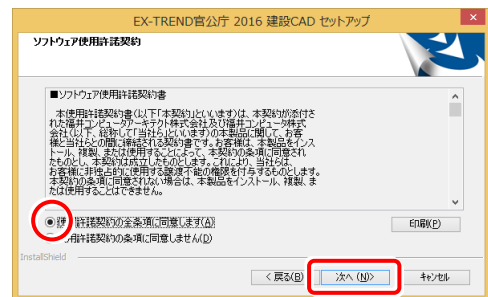 EX-TREND官公庁 2016 建設CAD セットアップ
ソフトウェア使用許諾契約
■ソフトウェア使用許諾契約書
本使用許諾契約書(以下「本契約」といいます)は、本契約が添付さ
れた福井コンピュータアーキテクト株式会社及び福井コンピュータ株式
会社(以下、総称して「当社ら」といいます)の本製品に関して、お客
様と当社らとの間に締結される契約書です。お客様は、本製品をインス
トール、複製、または使用することによって、本契約の条項に同意され
たものとし、本契約は成立したものとします。これにより、当社らは、
お客様に非独占的に使用する譲渡不能の権限を付与するものとします。
本契約の条項に同意されない場合は、本製品をインストール、複製、ま
たは使用することはできません。
許諾契約の全条項に同意します(A)
用許諾契約の条項に同意しません(D)
印刷(P)
InstallShield
< 戻る(B)
次へ (N)>
キャンセル